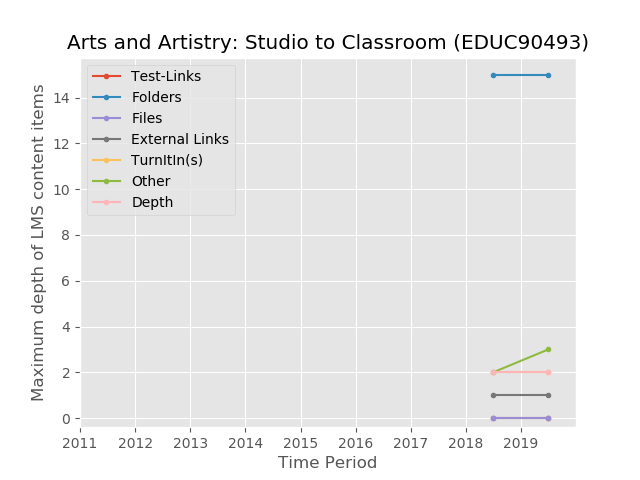 Arts and Artistry: Studio to Classroom (EDUC90493)
Maximum depth of LMS content items
14
12
10
8
6
4
2
0
Test-Links
Folders
Files
External Links
TurnItIn(s)
Other
Depth
2011 2012 2013 2014 2015 2016 2017 2018 2019
Time Period